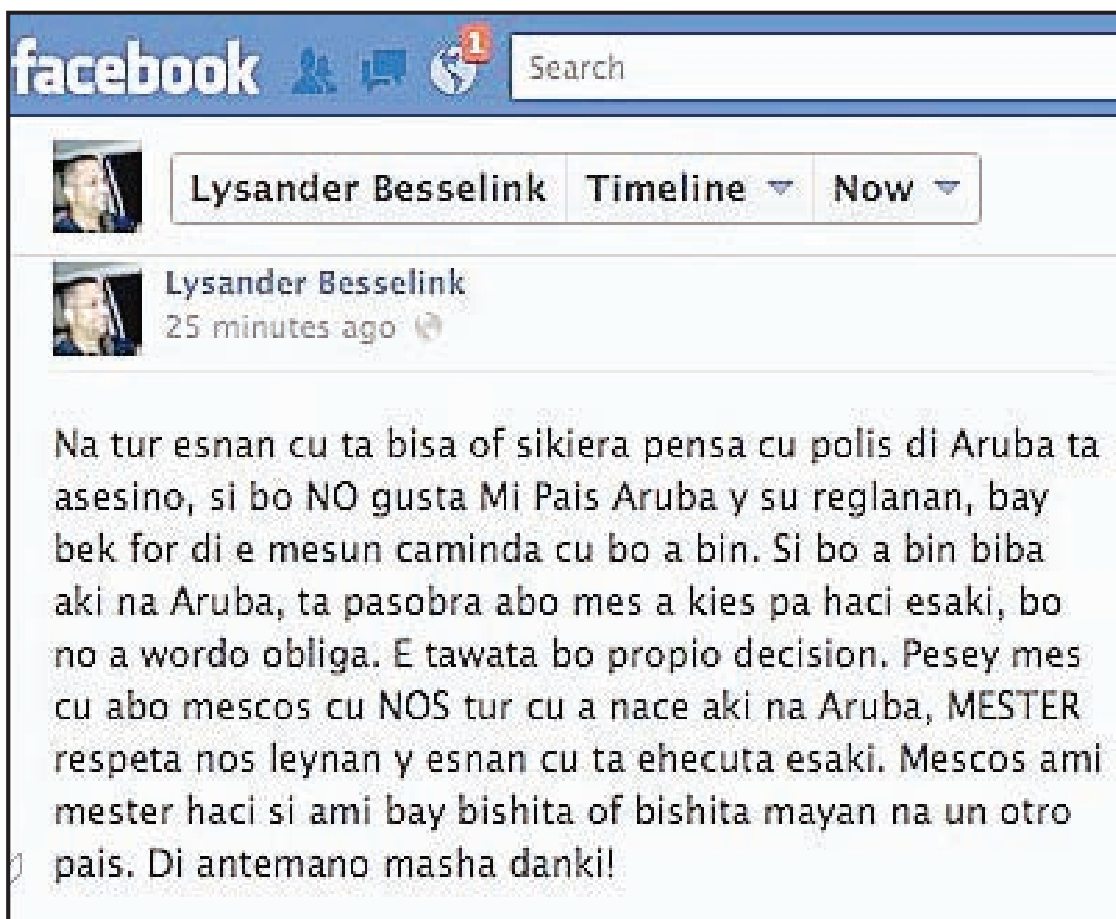 facebook 1 Search
Lysander Besselink Timeline Now
Lysander Besselink
25 minutes ago
Na tur esnan cu ta bisa of sikiera pensa cu polis di Aruba ta
asesino, si bo NO gusta Mi Pais Aruba y su reglanan, bay
bek for di e mesun caminda cu bo a bin. Si bo a bin biba
aki na Aruba, ta pasobra abo mes a kies pa haci esaki, bo
no a wordo obliga. E tawata bo propio decision. Pesey mes
cu abo mescos cu NOS tur cu a nace aki na Aruba, MESTER
respeta nos leynan y esnan cu ta ehecuta esaki. Mescos ami
mester haci si ami bay bishita of bishita mayan na un otro
pais. Di antemano masha danki!